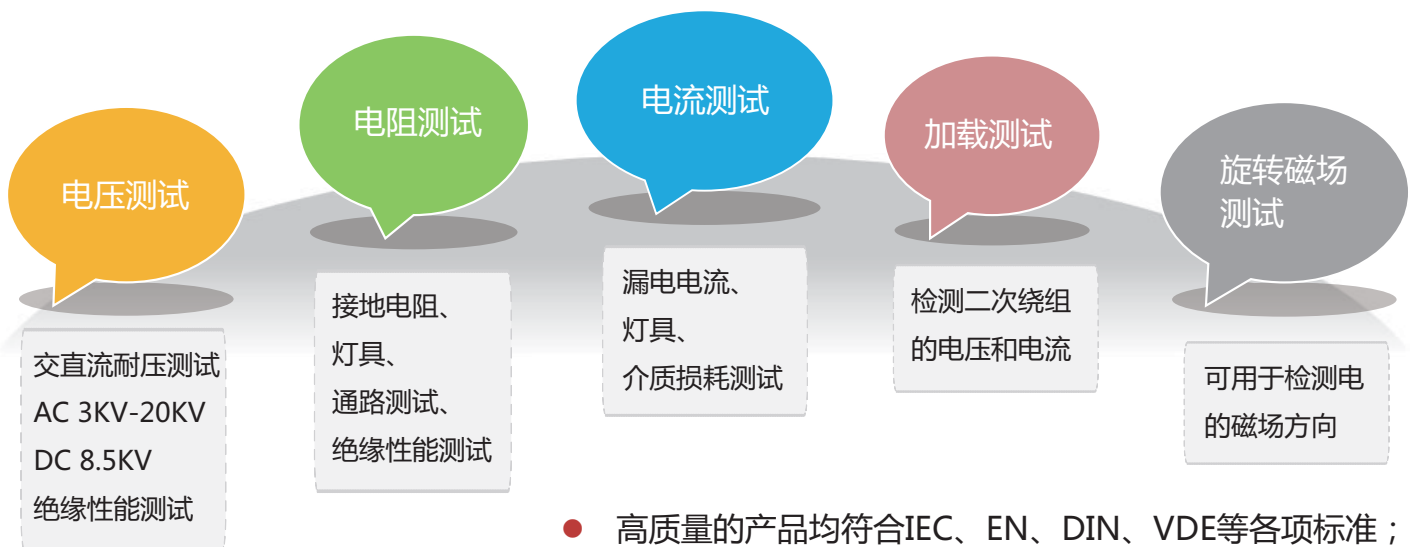 电压测试
交直流耐压测试
AC 3KV-20KV
DC 8.5KV
绝缘性能测试
电阻测试
接地电阻、
灯具、
通路测试、
绝缘性能测试
电流测试
漏电电流、
灯具、
介质损耗测试
加载测试
检测二次绕组
的电压和电流
旋转磁场
测试
可用于检测电
的磁场方向
高质量的产品均符合IEC、EN、DIN、VDE等各项标准；